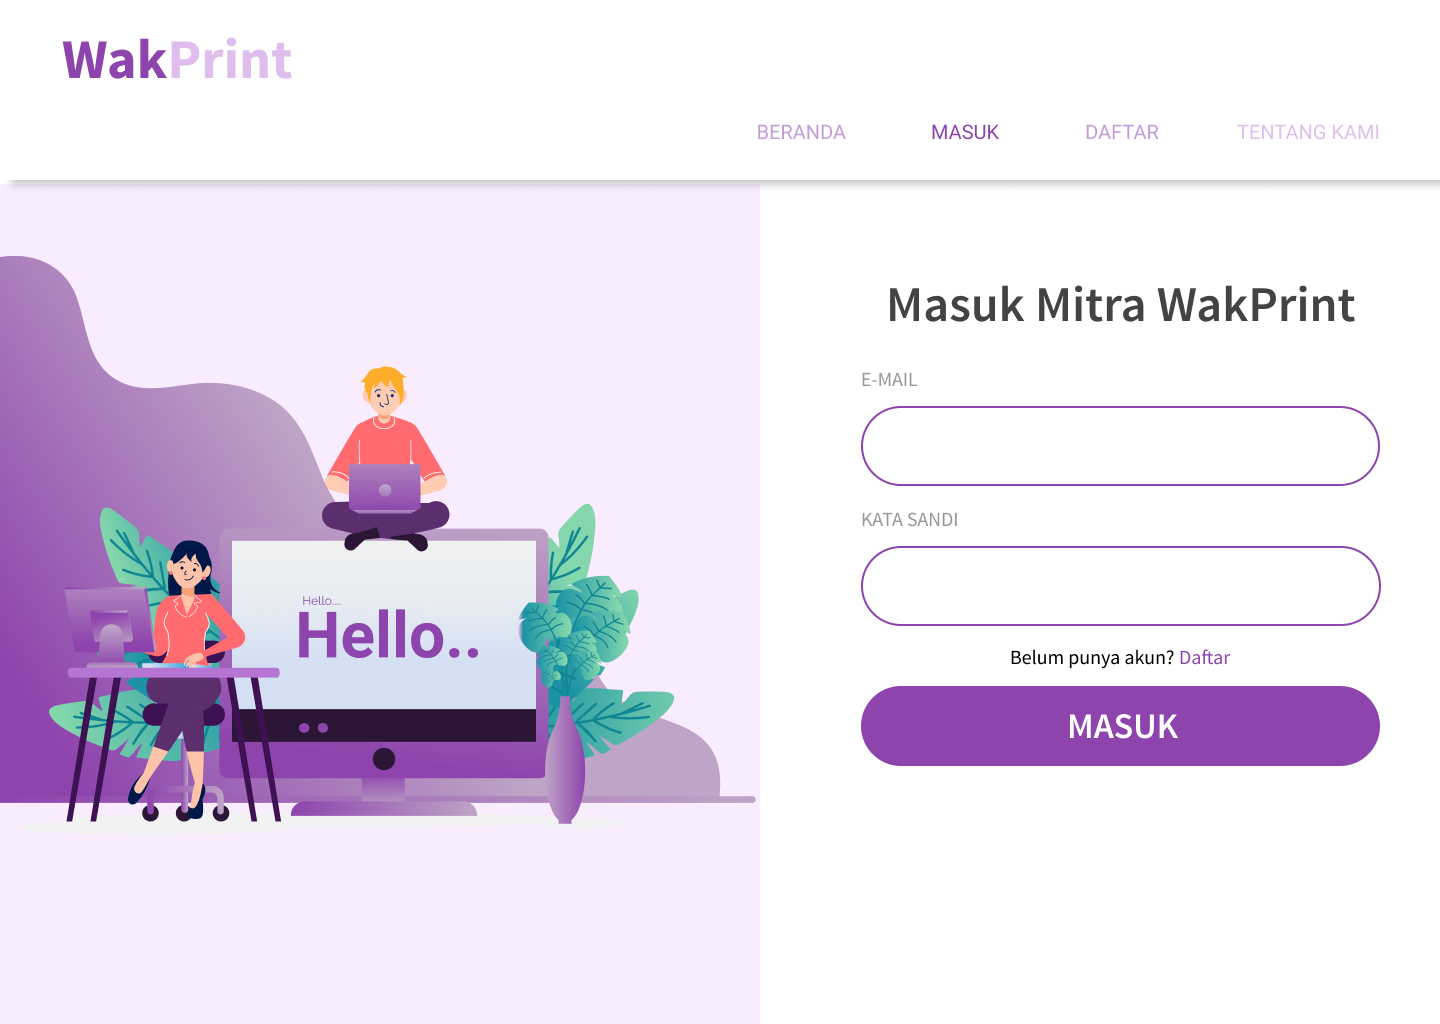 WakPrint
BERANDA MASUK DAFTAR TENTANG KAMI
Hello....
Hello..
Masuk Mitra WakPrint
E-MAIL
KATA SANDI
Belum punya akun? Daftar
MASUK